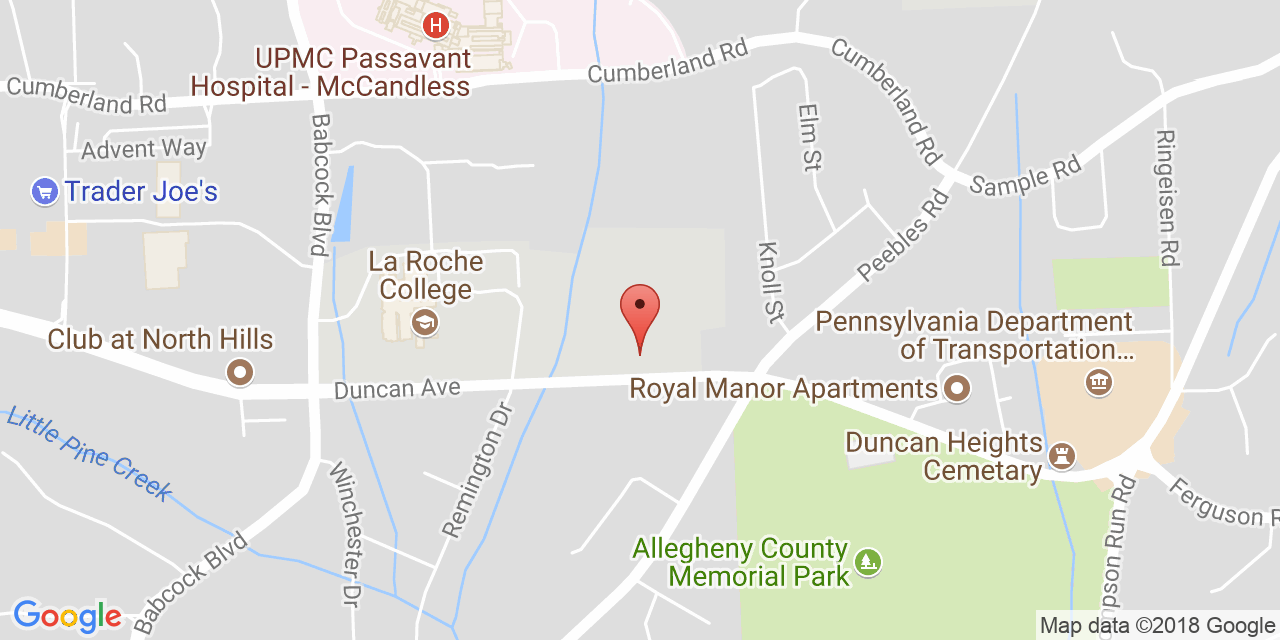 H
UPMC Passavant
Hospital - McCandless
Cumberland Rd
Cumberland Rd
Cumberland Rd
Babcock Blvd
Advent Way
Elm St
Ringeisen Rd
Sample Rd
Trader Joe's
Peebles Rd
La Roche
College
Knoll St
Club at North Hills
Pennsylvania Department
of Transportation...
Duncan Ave
Royal Manor Apartments
Little Pine Creek
Remington Dr
Duncan Heights
Cemetary
Winchester Dr
Ferguson R
mpson Run Rd
Babcock Blvd
Allegheny County
Memorial Park
Google
Map data ©2018 Google